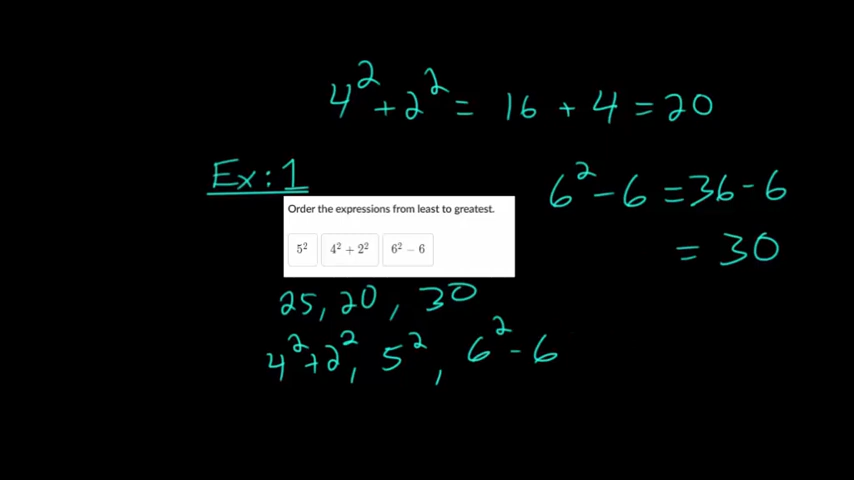 4² + 2² = 16 + 4 = 20
Ex: 1
6² - 6 = 36 - 6
= 30
Order the expressions from least to greatest.
5² 4² + 2² 6² - 6
25, 20, 30
4² + 2², 5², 6² - 6